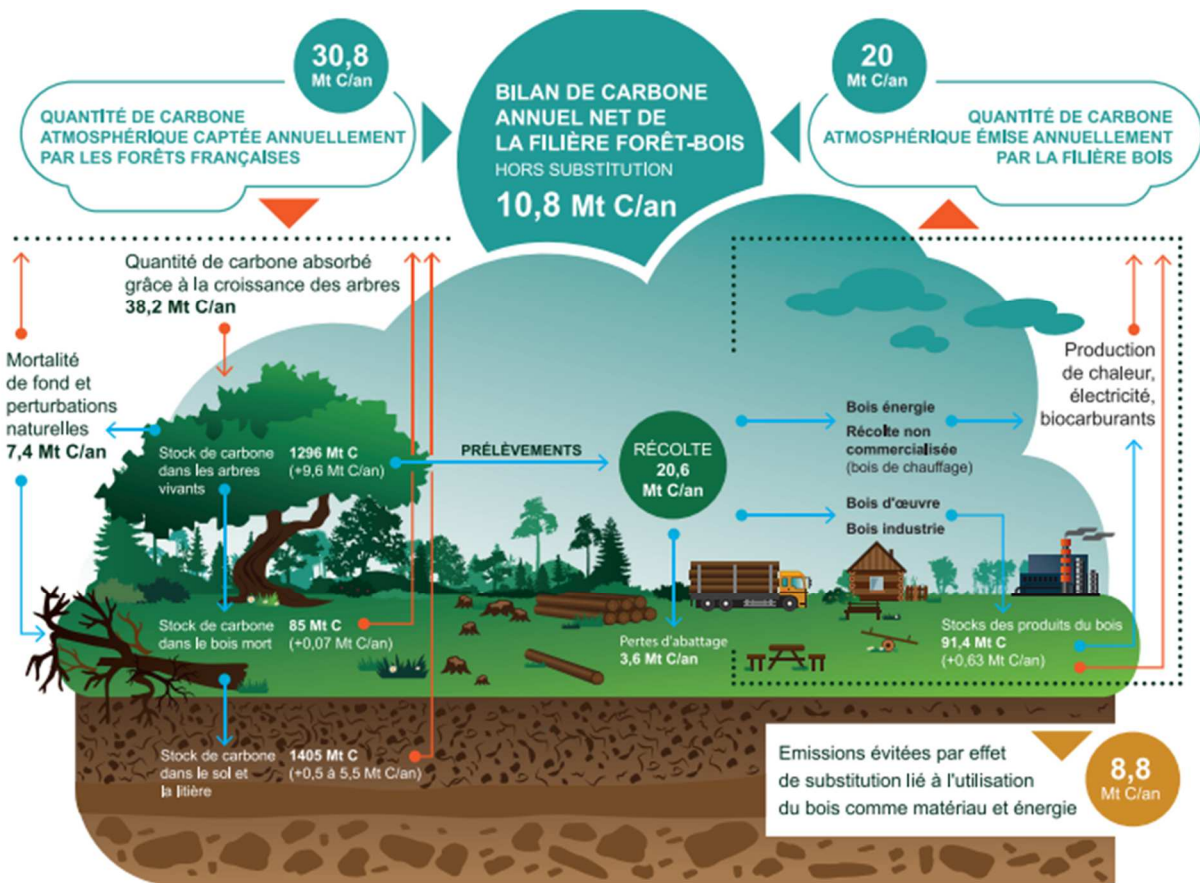 30,8
Mt C/an
QUANTITÉ DE CARBONE
ATMOSPHÉRIQUE CAPTÉE ANNUELLEMENT
PAR LES FORÊTS FRANÇAISES
BILAN DE CARBONE
ANNUEL NET DE
LA FILIÈRE FORÊT-BOIS
HORS SUBSTITUTION
10,8 Mt C/an
20
Mt C/an
QUANTITÉ DE CARBONE
ATMOSPHÉRIQUE ÉMISE ANNUELLEMENT
PAR LA FILIÈRE BOIS
Quantité de carbone absorbé
grâce à la croissance des arbres
38,2 Mt C/an
Mortalité
de fond et
perturbations
naturelles
7,4 Mt C/an
Stock de carbone
dans les arbres
vivants
1296 Mt C
(+9,6 Mt C/an)
PRÉLÈVEMENTS
RÉCOLTE
20,6
Mt C/an
Bois énergie
Récolte non
commercialisée
(bois de chauffage)
Bois d'œuvre
Bois industrie
Production
de chaleur,
électricité,
biocarburants
Stock de carbone
dans le bois mort
85 Mt C
(+0,07 Mt C/an)
Pertes d'abattage
3,6 Mt C/an
Stocks des produits du bois
91,4 Mt C
(+0,63 Mt C/an)
Stock de carbone
dans le sol et
la litière
1405 Mt C
(+0,5 à 5,5 Mt C/an)
Emissions évitées par effet
de substitution lié à l'utilisation
du bois comme matériau et énergie
8,8
Mt C/an